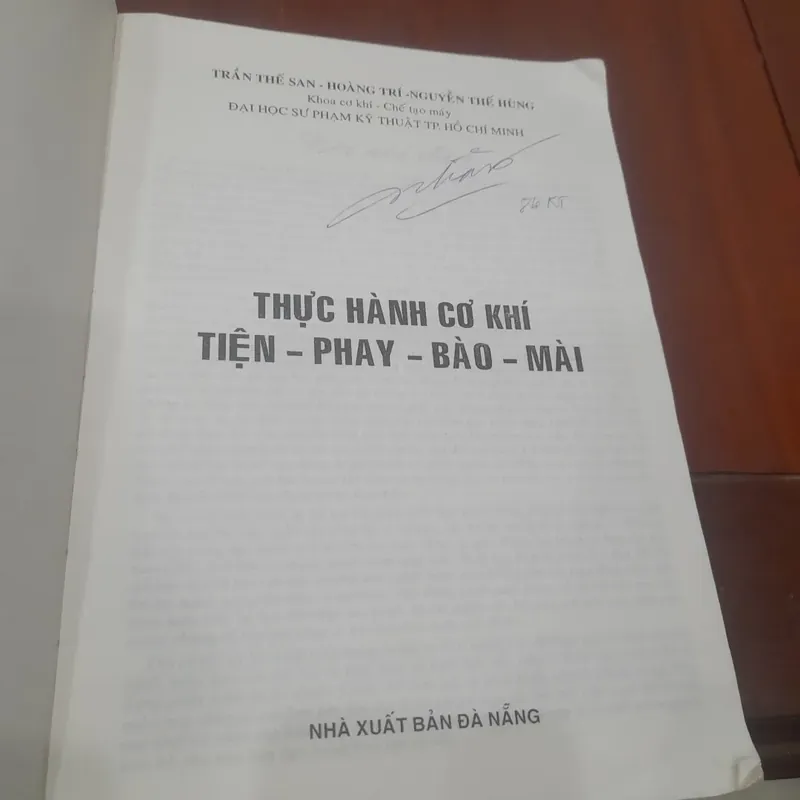 TRẦN THẾ SAN - HOÀNG TRÍ -NGUYỄN THẾ HÙNG
Khoa cơ khí - Chế tạo máy
ĐẠI HỌC SƯ PHẠM KỸ THUẬT TP. HỒ CHÍ MINH
THỰC HÀNH CƠ KHÍ
TIỆN – PHAY – BÀO – MÀI
NHÀ XUẤT BẢN ĐÀ NẴNG